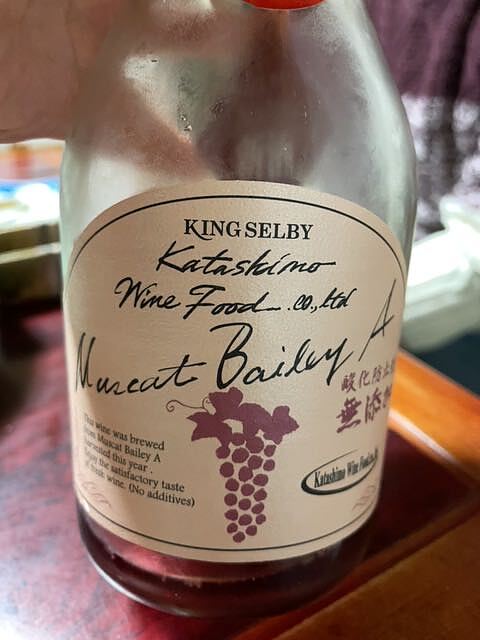 KING SELBY
Katashimo
Wine Food co.,ltd
Muscat Bailey A
酸化防止
無添
This wine was brewed
from Muscat Bailey A
harvested this year .
Enjoy the satisfactory taste
of fresh wine. (No additives)
Katashimo Wine Food co.,ltd